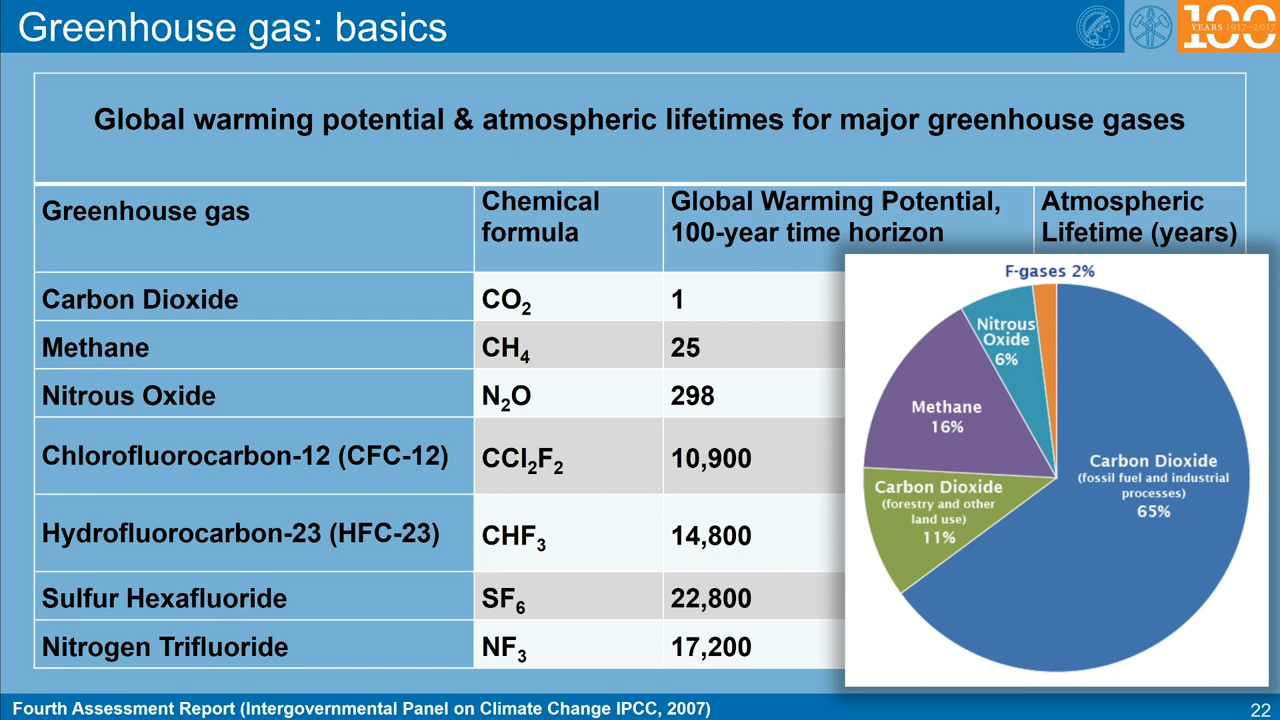 Greenhouse gas: basics
100
YEARS 1917–2017
Global warming potential & atmospheric lifetimes for major greenhouse gases
Greenhouse gas
Chemical
formula
Global Warming Potential,
100-year time horizon
Atmospheric
Lifetime (years)
Carbon Dioxide
CO₂
1
Methane
CH₄
25
Nitrous Oxide
N₂O
298
Chlorofluorocarbon-12 (CFC-12)
CCl₂F₂
10,900
Hydrofluorocarbon-23 (HFC-23)
CHF₃
14,800
Sulfur Hexafluoride
SF₆
22,800
Nitrogen Trifluoride
NF₃
17,200
F-gases 2%
Nitrous
Oxide
6%
Methane
16%
Carbon Dioxide
(forestry and other
land use)
11%
Carbon Dioxide
(fossil fuel and industrial
processes)
65%
Fourth Assessment Report (Intergovernmental Panel on Climate Change IPCC, 2007)
22